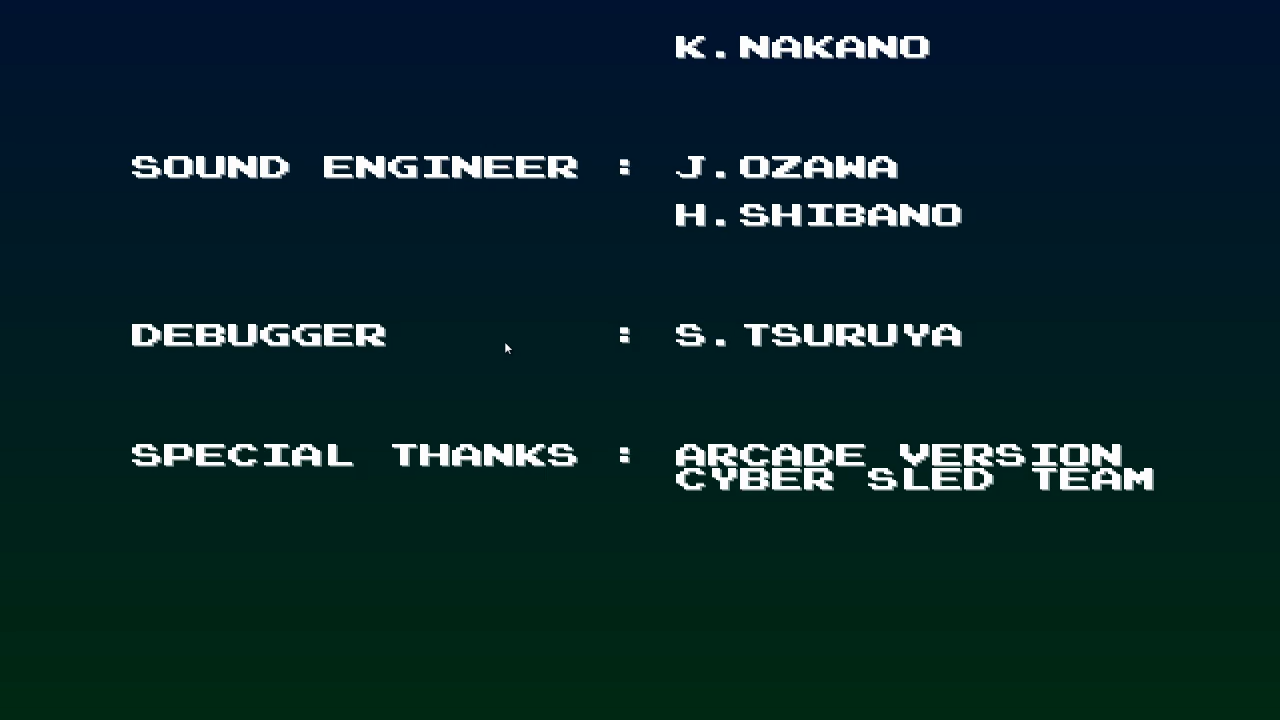 K.NAKANO
SOUND ENGINEER : J.OZAWA
H.SHIBANO
DEBUGGER : S.TSURUYA
SPECIAL THANKS : ARCADE VERSION
CYBER SLED TEAM